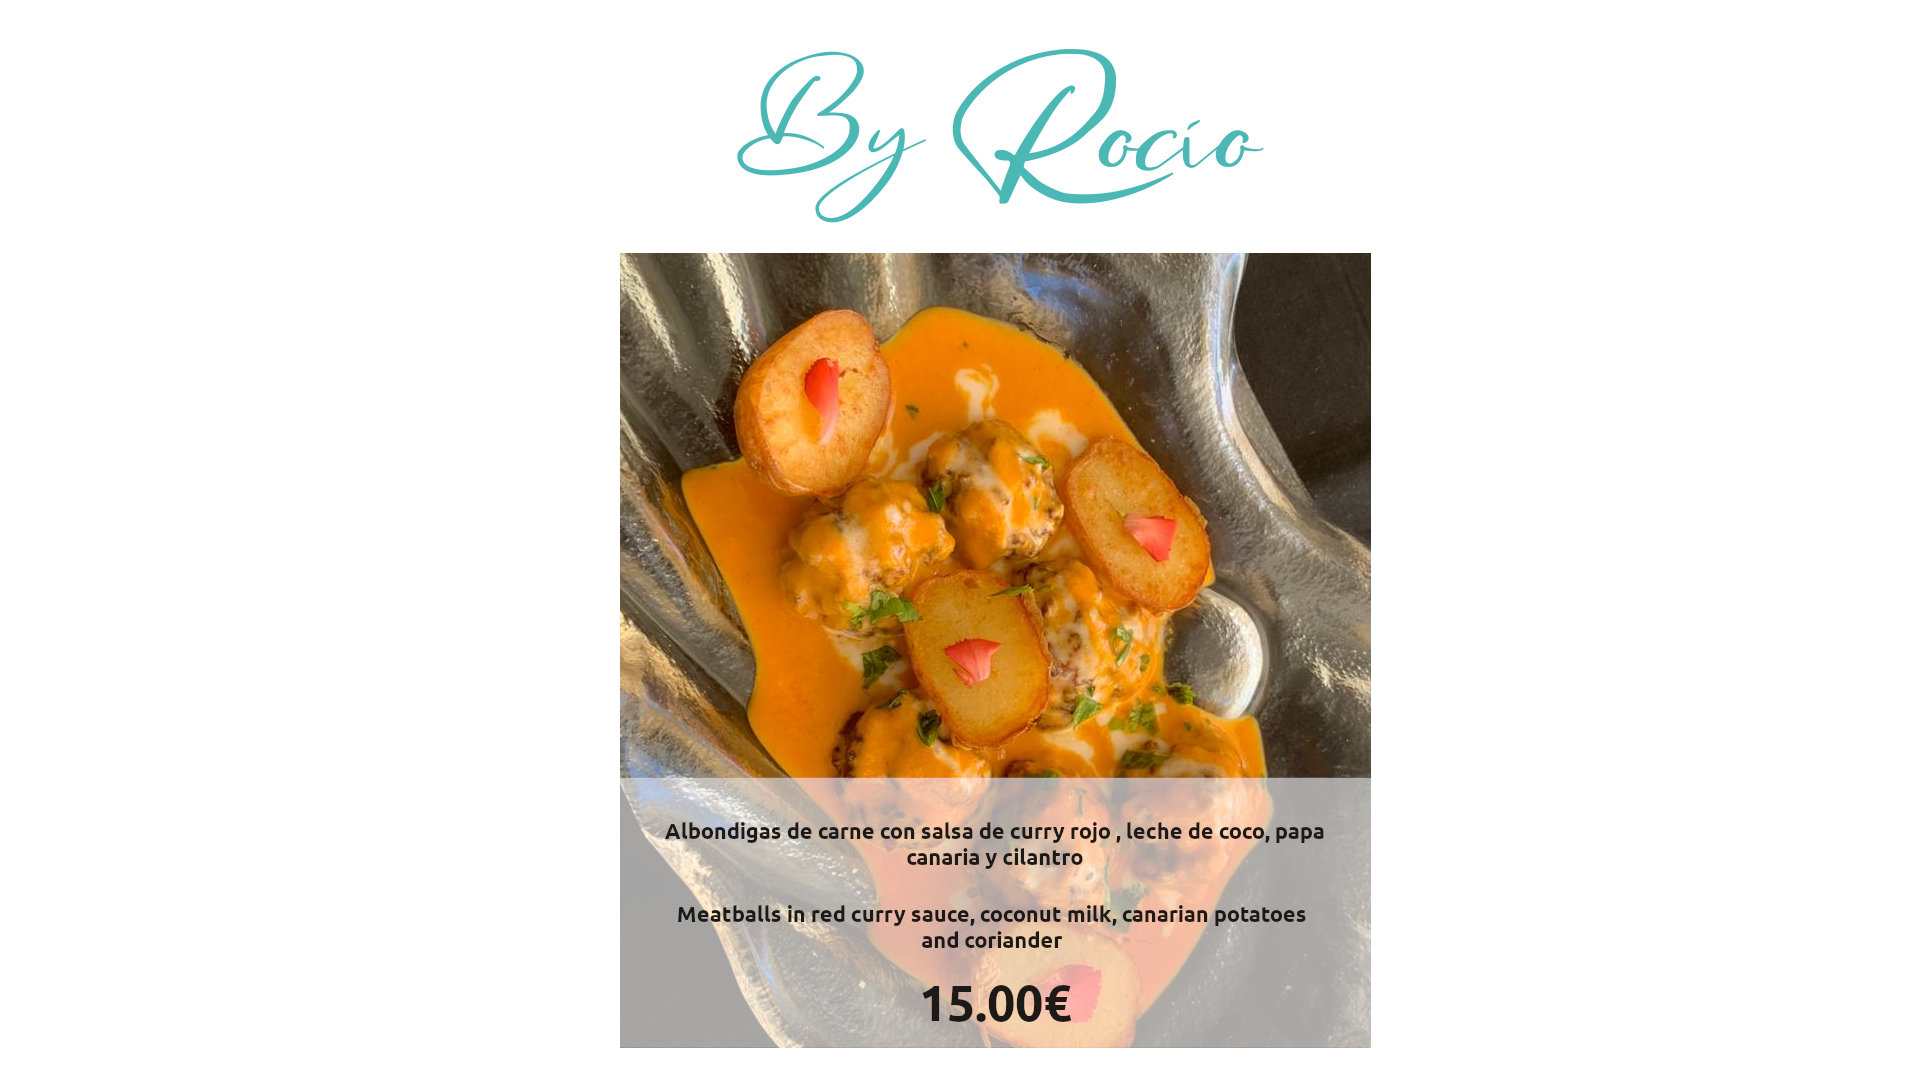 By Rocío
Albondigas de carne con salsa de curry rojo , leche de coco, papa
canaria y cilantro
Meatballs in red curry sauce, coconut milk, canarian potatoes
and coriander
15.00€